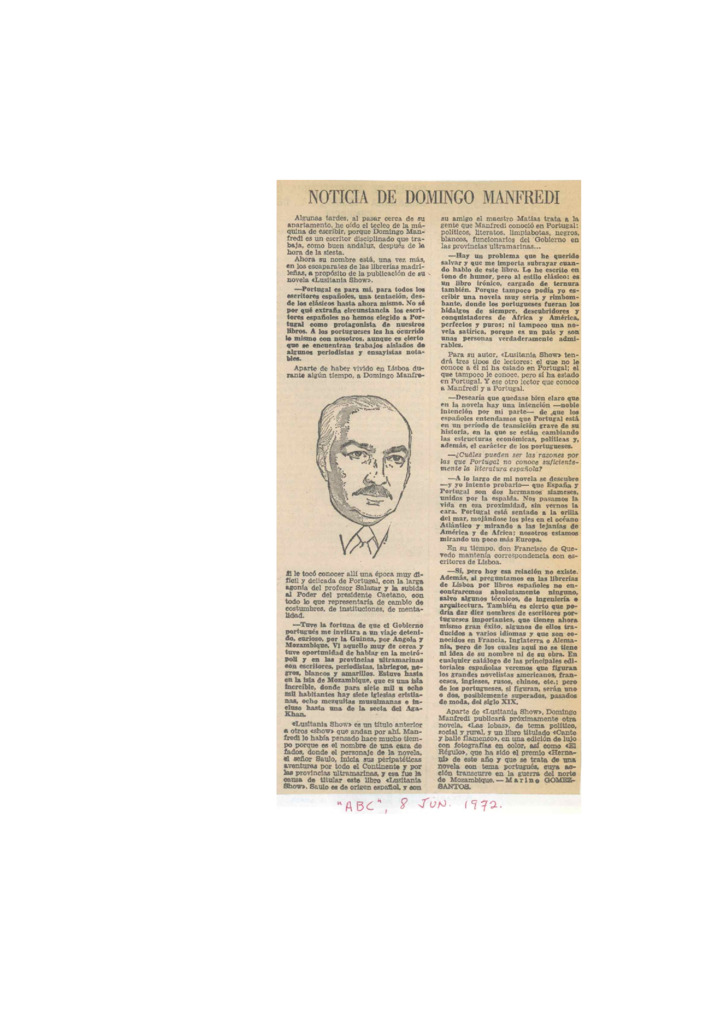 NOTICIA DE DOMINGO MANFREDI
Algunas tardes, al pasar cerca de su
apartamento, he oído el tecleo de la má-
quina de escribir, porque Domingo Man-
fredi es un escritor disciplinado que tra-
baja, como buen andaluz, después de la
hora de la siesta.
Ahora su nombre está, una vez más,
en los escaparates de las librerías madri-
leñas, a propósito de la publicación de su
novela «Lusitania Show».
—Portugal es para mí, para todos los
escritores españoles, una tentación, des-
de los clásicos hasta ahora mismo. No sé
por qué extraña circunstancia los escri-
tores españoles no hemos elegido a Por-
tugal como protagonista de nuestros
libros. A los portugueses les ha ocurrido
lo mismo con nosotros, aunque es cierto
que se encuentran trabajos aislados de
algunos periodistas y ensayistas nota-
bles.
Aparte de haber vivido en Lisboa du-
rante algún tiempo, a Domingo Manfre-
di le tocó conocer allí una época muy di-
fícil y delicada de Portugal, con la larga
agonía del profesor Salazar y la subida
al Poder del presidente Caetano, con
todo lo que representaría de cambio de
costumbres, de instituciones, de menta-
lidad.
—Tuve la fortuna de que el Gobierno
portugués me invitara a un viaje deteni-
do, curioso, por la Guinea, por Angola y
Mozambique. Vi aquello muy de cerca y
tuve oportunidad de hablar en la metró-
poli y en las provincias ultramarinas
con escritores, periodistas, labriegos, ne-
gros, blancos y amarillos. Estuve hasta
en la isla de Mozambique, que es una isla
increíble, donde para siete mil u ocho
mil habitantes hay siete iglesias cristia-
nas, ocho mezquitas musulmanas e in-
cluso hasta una de la secta del Aga-
Khan.
«Lusitania Show» es un título anterior
a otros «show» que andan por ahí. Man-
fredi lo había pensado hace mucho tiem-
po porque es el nombre de una casa de
fados, donde el personaje de la novela,
el señor Saulo, inicia sus peripatéticas
aventuras por todo el Continente y por
las provincias ultramarinas, y esa fue la
causa de titular este libro «Lusitania
Show». Saulo es de origen español, y con
su amigo el maestro Matías trata a la
gente que Manfredi conoció en Portugal:
políticos, literatos, limpiabotas, negros,
blancos, funcionarios del Gobierno en
las provincias ultramarinas...
—Hay un problema que he querido
salvar y que me importa subrayar cuan-
do hablo de este libro. Lo he escrito en
tono de humor, pero al estilo clásico: es
un libro irónico, cargado de ternura
también. Porque tampoco podía yo es-
cribir una novela muy seria y rimbom-
bante, donde los portugueses fueran los
hidalgos de siempre, descubridores y
conquistadores de Africa y América,
perfectos y puros; ni tampoco una no-
vela satírica, porque es un país y son
unas personas verdaderamente admi-
rables.
Para su autor, «Lusitania Show» ten-
drá tres tipos de lectores: el que no le
conoce a él ni ha estado en Portugal; el
que tampoco le conoce, pero él ha estado
en Portugal. Y ese otro lector que conoce
a Manfredi y a Portugal.
—Desearía que quedase bien claro que
en la novela hay una intención —noble
intención por mi parte— de que los
españoles entendamos que Portugal está
en un período de transición grave de su
historia, en la que se están cambiando
las estructuras económicas, políticas y,
además, el carácter de los portugueses.
—¿Cuáles pueden ser las razones por
las que Portugal no conoce suficiente-
mente la literatura española?
—A lo largo de mi novela se descubre
—y yo intento probarlo— que España y
Portugal son dos hermanos siameses,
unidos por la espalda. Nos pasamos la
vida en esa proximidad, sin vernos la
cara. Portugal está sentada a la orilla
del mar, mojándose los pies en el océano
Atlántico y mirando a las lejanías de
América y de Africa; nosotros estamos
mirando un poco más Europa.
En su tiempo, don Francisco de Que-
vedo mantenía correspondencia con es-
critores de Lisboa.
—Sí, pero hoy esa relación no existe.
Además, si preguntamos en las librerías
de Lisboa por libros españoles no en-
contraremos absolutamente ninguno,
salvo algunos técnicos, de ingeniería o
arquitectura. También es cierto que po-
dría dar diez nombres de escritores por-
tugueses importantes, que tienen ahora
mismo gran éxito, algunos de ellos tra-
ducidos a varios idiomas y que son co-
nocidos en Francia, Inglaterra o Alema-
nia, pero de los cuales aquí no se tiene
ni idea de su nombre ni de su obra. En
cualquier catálogo de las principales edi-
toriales españolas veremos que figuran
los grandes novelistas americanos, fran-
ceses, ingleses, rusos, chinos, etc.; pero
de los portugueses, si figuran, serán uno
o dos, posiblemente superados, pasados
de moda, del siglo XIX.
Aparte de «Lusitania Show», Domingo
Manfredi publicará próximamente otra
novela, «Las lobas», de tema político,
social y rural, y un libro titulado «Cante
y baile flamenco», en una edición de lujo
con fotografías en color, así como «El
Régulo», que ha sido el premio «Herna-
ni» de este año y que se trata de una
novela con tema portugués, cuya ac-
ción transcurre en la guerra del norte
de Mozambique. — Marino GOMEZ-
SANTOS.
"ABC", 8 JUN. 1972.